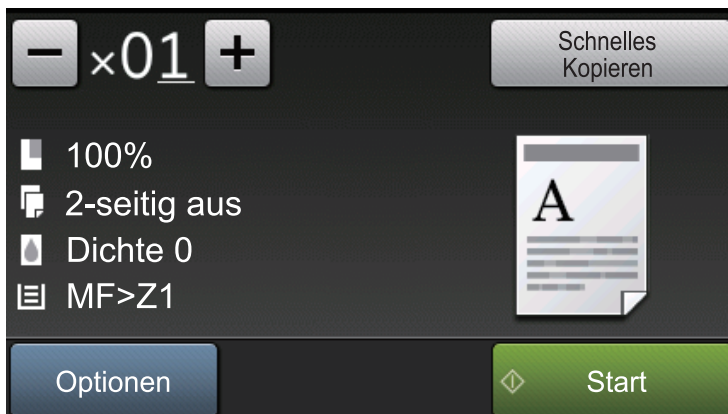 − ×01 +
Schnelles
Kopieren
100%
2-seitig aus
Dichte 0
MF>Z1
A
Optionen
Start